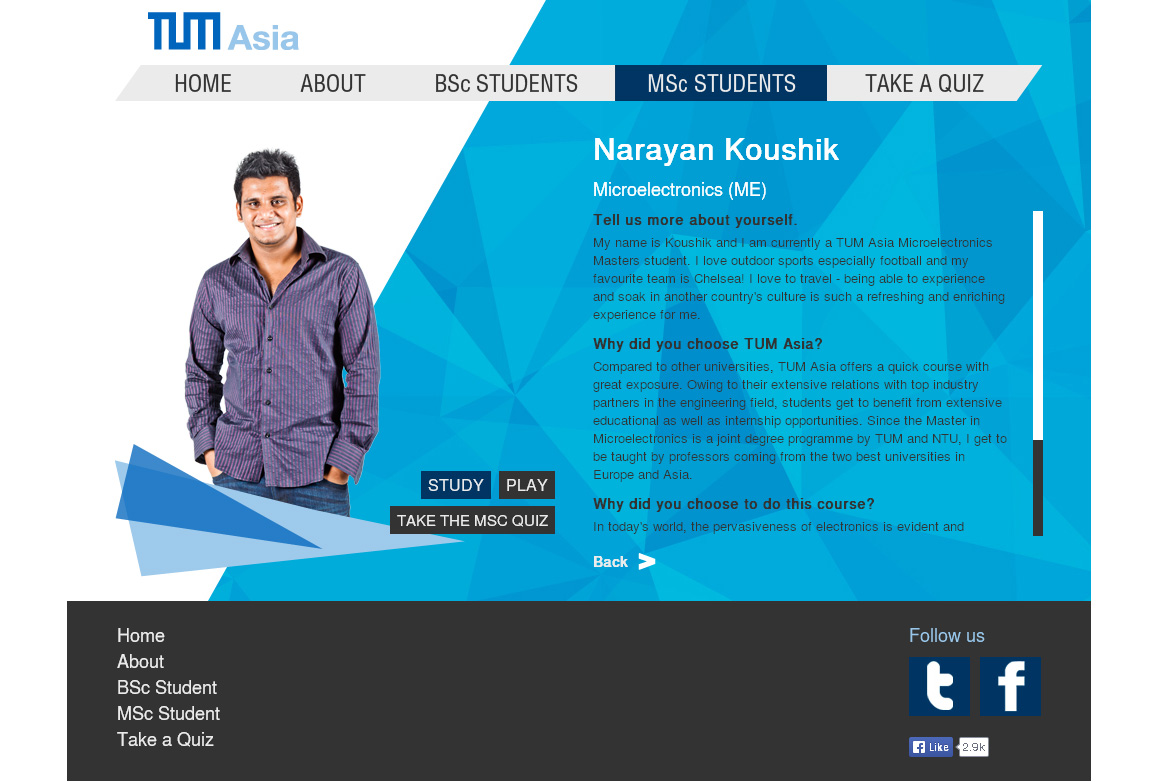 TUM Asia
HOME ABOUT BSc STUDENTS MSc STUDENTS TAKE A QUIZ
Narayan Koushik
Microelectronics (ME)
Tell us more about yourself.
My name is Koushik and I am currently a TUM Asia Microelectronics
Masters student. I love outdoor sports especially football and my
favourite team is Chelsea! I love to travel - being able to experience
and soak in another country's culture is such a refreshing and enriching
experience for me.
Why did you choose TUM Asia?
Compared to other universities, TUM Asia offers a quick course with
great exposure. Owing to their extensive relations with top industry
partners in the engineering field, students get to benefit from extensive
educational as well as internship opportunities. Since the Master in
Microelectronics is a joint degree programme by TUM and NTU, I get to
be taught by professors coming from the two best universities in
Europe and Asia.
Why did you choose to do this course?
In today's world, the pervasiveness of electronics is evident and
Back >
STUDY PLAY
TAKE THE MSC QUIZ
Home
About
BSc Student
MSc Student
Take a Quiz
Follow us
t f
f Like 2.9k